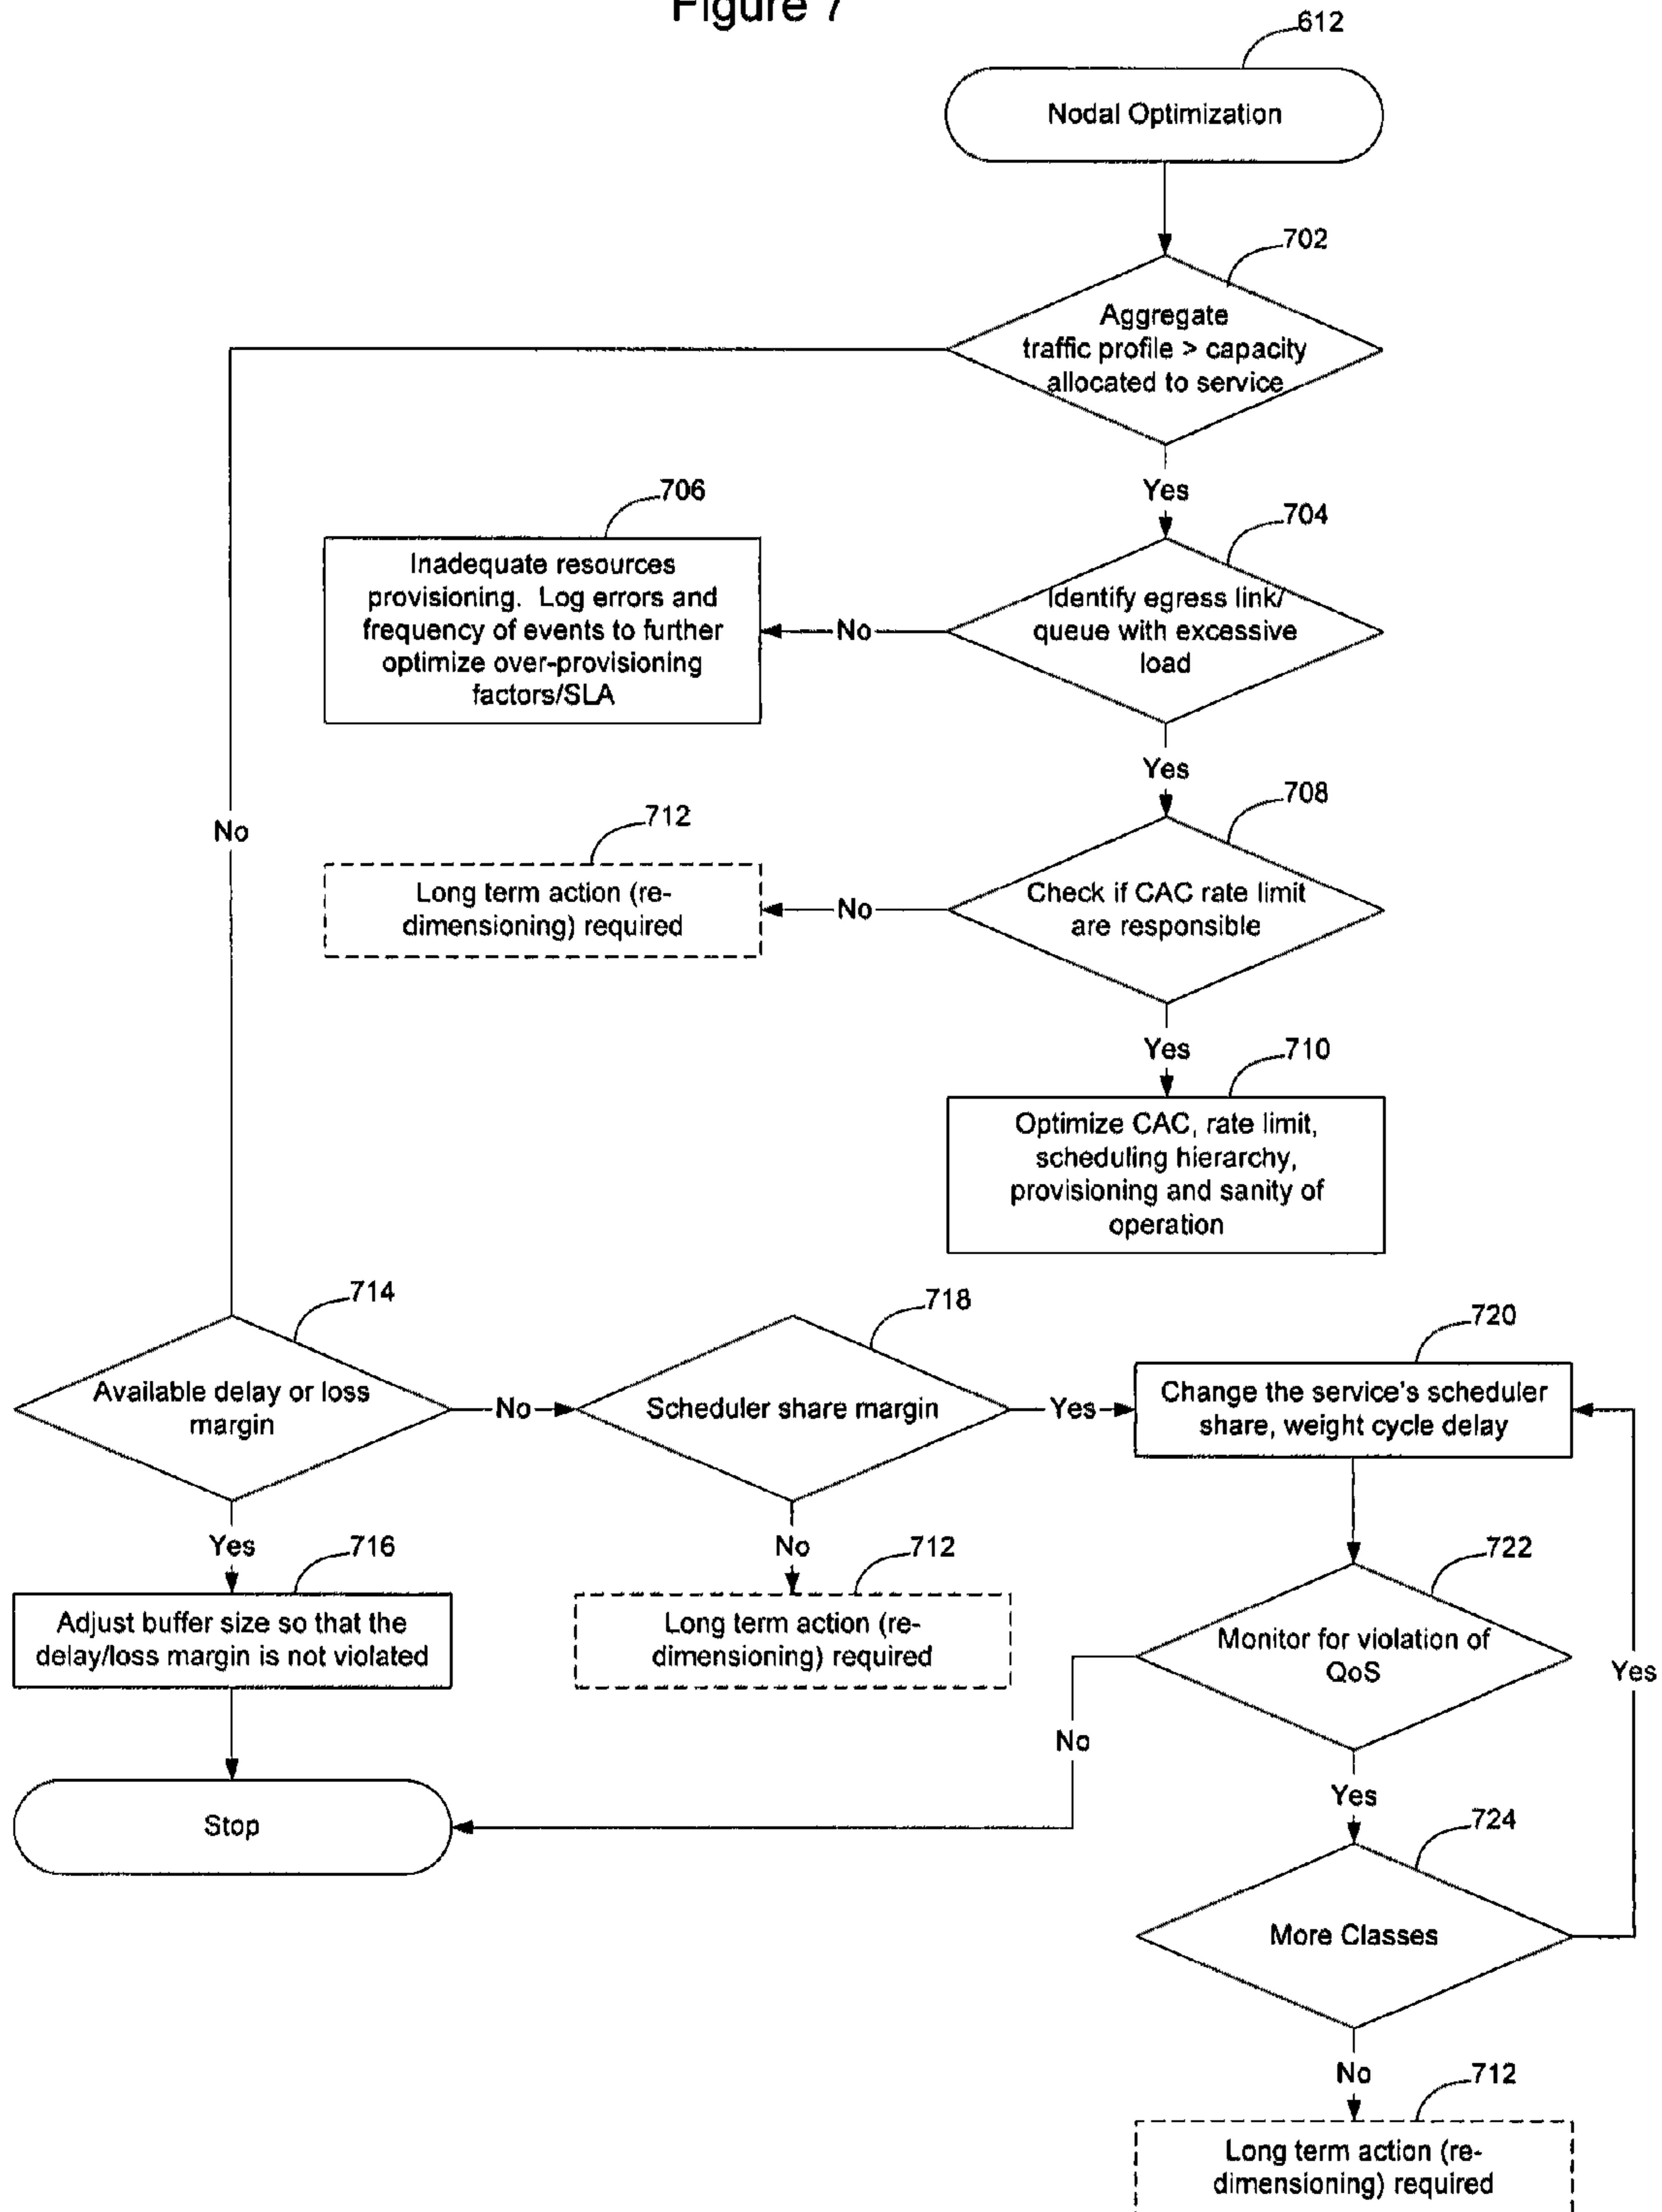 Figure 7
612
Nodal Optimization
702
Aggregate
traffic profile > capacity
allocated to service
Yes
706
704
Inadequate resources
provisioning. Log errors and
frequency of events to further
optimize over-provisioning
factors/SLA
No
Identify egress link/
queue with excessive
load
Yes
708
712
No
Long term action (re-
dimensioning) required
No
Check if CAC rate limit
are responsible
Yes
710
Optimize CAC, rate limit,
scheduling hierarchy,
provisioning and sanity of
operation
714
718
720
Available delay or loss
margin
No
Scheduler share margin
Yes
Change the service's scheduler
share, weight cycle delay
Yes
716
No
712
722
Adjust buffer size so that the
delay/loss margin is not violated
Long term action (re-
dimensioning) required
Monitor for violation of
QoS
Yes
No
Yes
Stop
724
More Classes
No
712
Long term action (re-
dimensioning) required